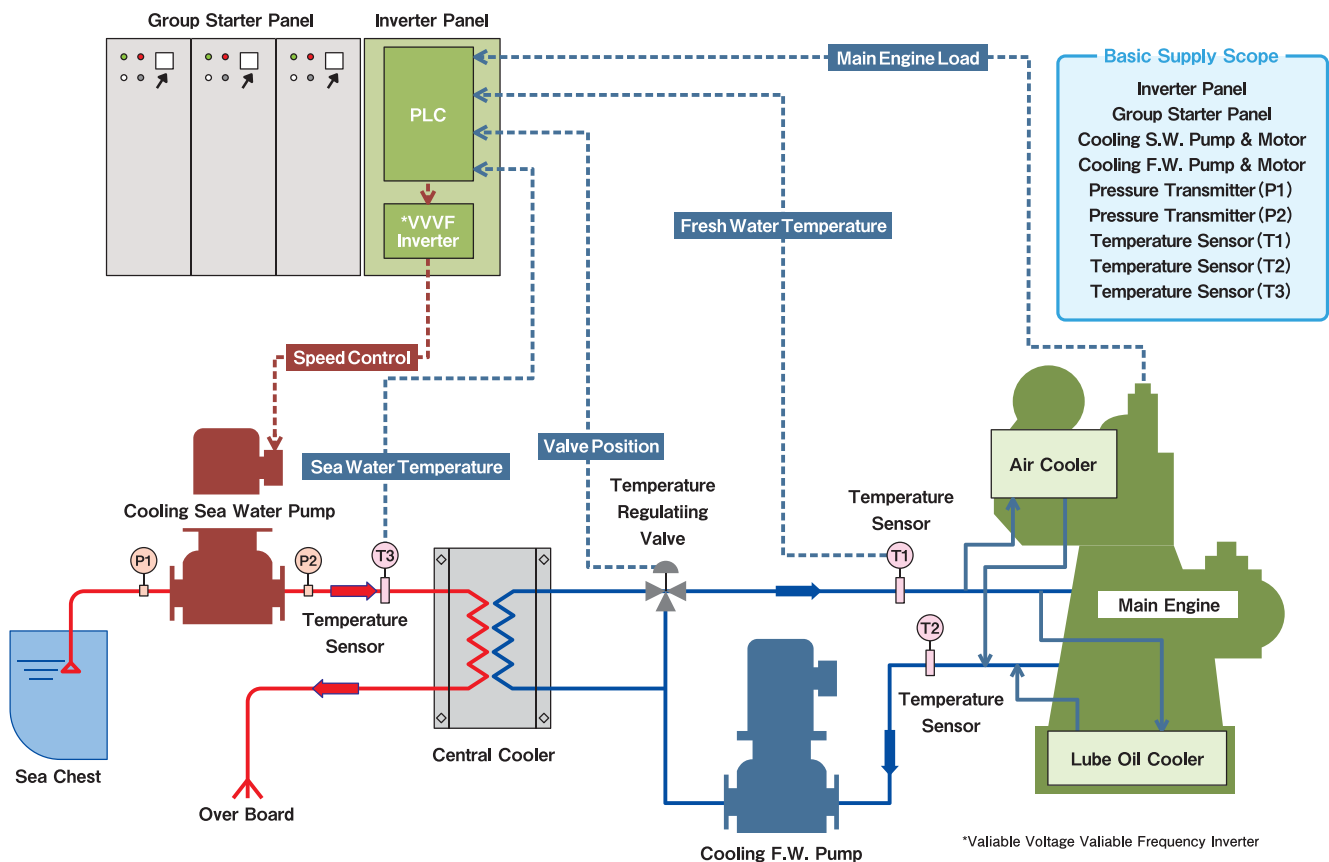 Group Starter Panel
Inverter Panel
PLC
*VVVF
Inverter
Main Engine Load
Fresh Water Temperature
Basic Supply Scope
Inverter Panel
Group Starter Panel
Cooling S.W. Pump & Motor
Cooling F.W. Pump & Motor
Pressure Transmitter (P1)
Pressure Transmitter (P2)
Temperature Sensor (T1)
Temperature Sensor (T2)
Temperature Sensor (T3)
Speed Control
Sea Water Temperature
Valve Position
Cooling Sea Water Pump
Temperature
Regulatiing
Valve
Temperature
Sensor
Air Cooler
P1
P2
T3
T1
Temperature
Sensor
Main Engine
T2
Temperature
Sensor
Sea Chest
Over Board
Central Cooler
Lube Oil Cooler
Cooling F.W. Pump
*Valiable Voltage Valiable Frequency Inverter